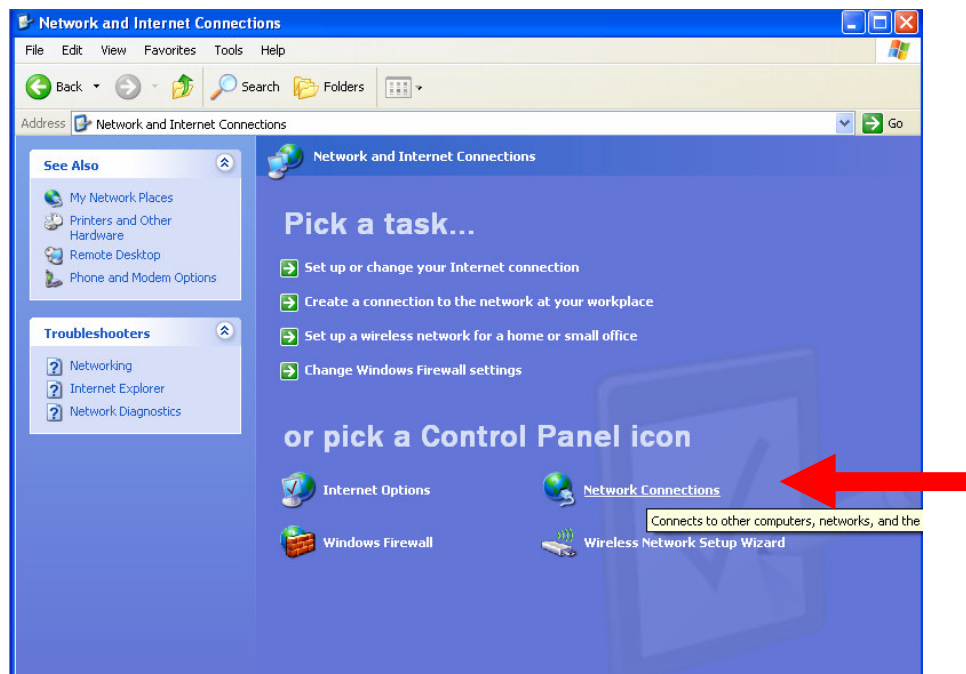 Network and Internet Connections
File Edit View Favorites Tools Help
Back Search Folders
Address Network and Internet Connections Go
See Also
My Network Places
Printers and Other
Hardware
Remote Desktop
Phone and Modem Options
Troubleshooters
Networking
Internet Explorer
Network Diagnostics
Network and Internet Connections
Pick a task...
Set up or change your Internet connection
Create a connection to the network at your workplace
Set up a wireless network for a home or small office
Change Windows Firewall settings
or pick a Control Panel icon
Internet Options
Network Connections
Connects to other computers, networks, and the
Windows Firewall
Wireless Network Setup Wizard